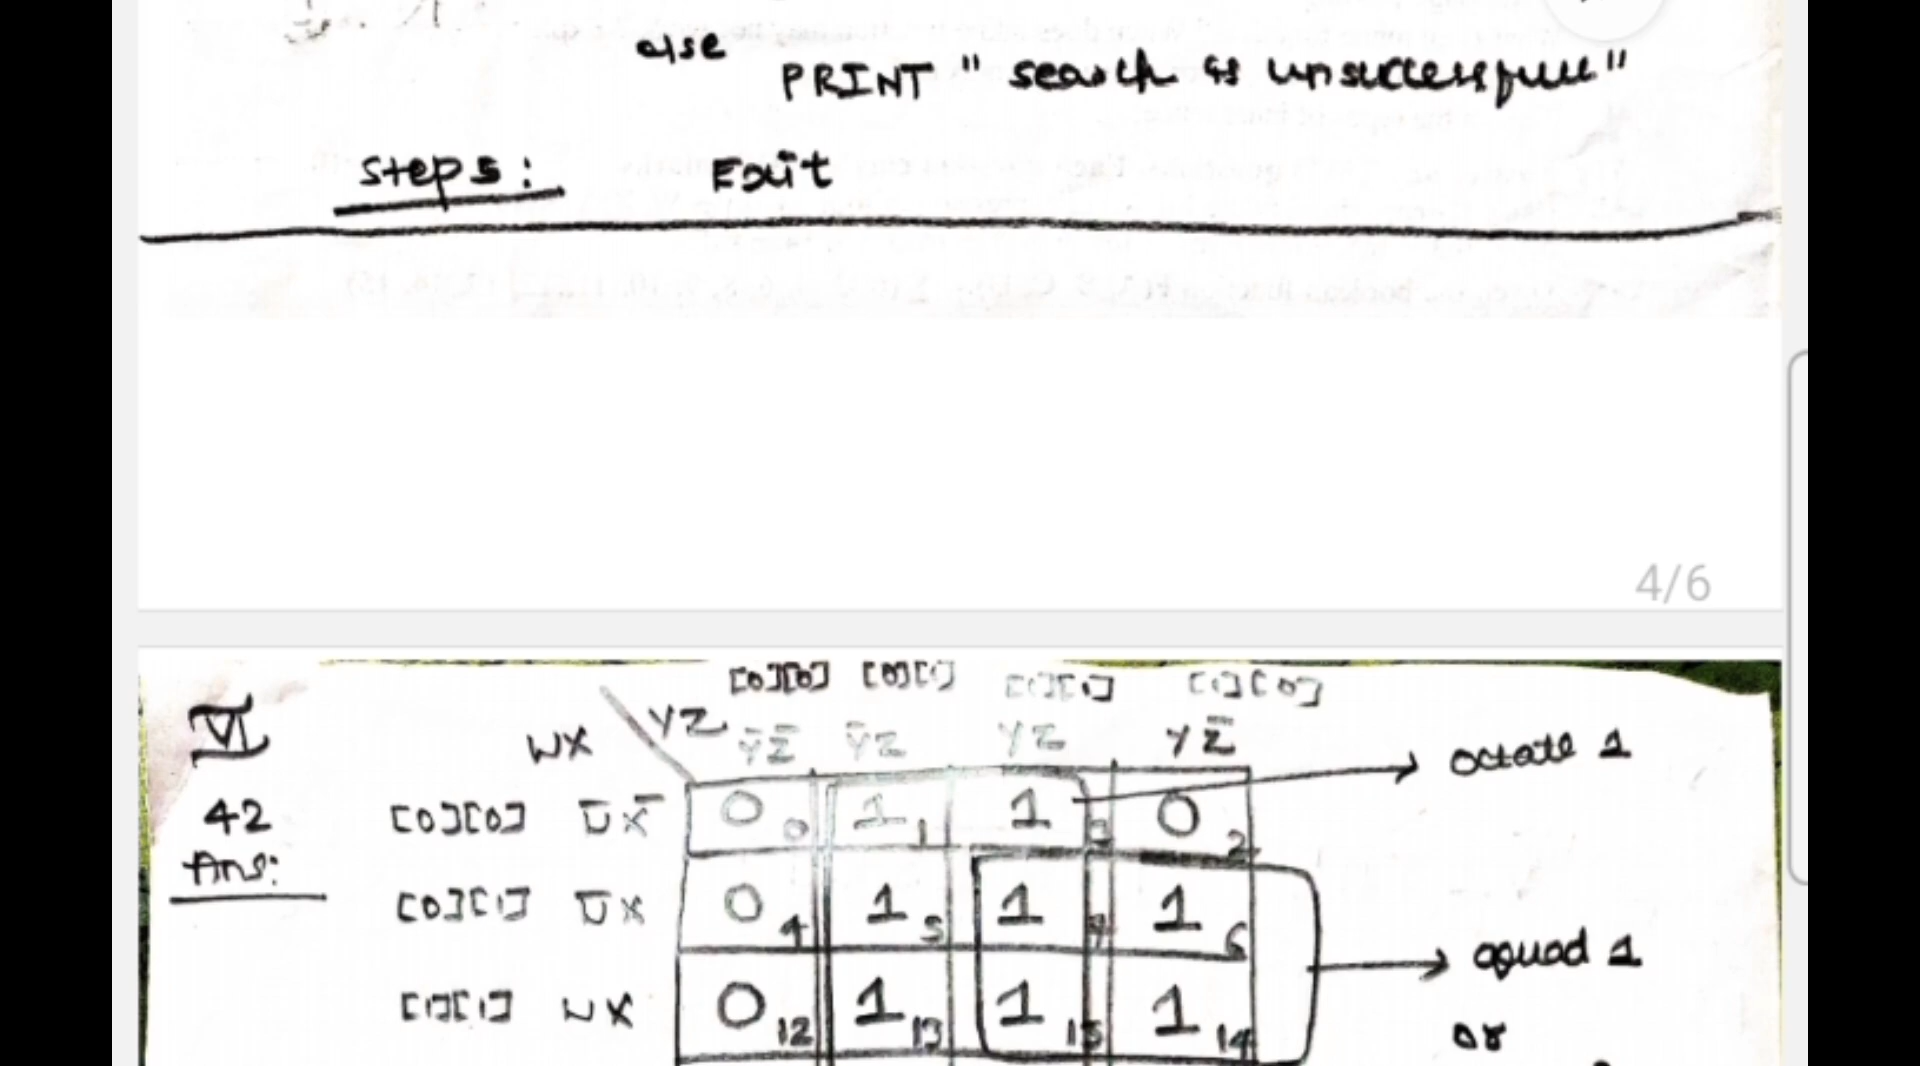 else
PRINT "search is unsuccessfull"
Step 5: Exit
4/6
[0][0] [0][1] [1][1] [1][0]
VI WX YZ Y̅Z̅ Y̅Z YZ YZ̅ → octate 1
42 [0][0] W̅X̅ 0 0 1 1 1 3 0 2
Ans: [0][1] W̅X 0 4 1 5 1 7 1 6
→ quad 1
[1][1] WX 0 12 1 13 1 15 1 14
or